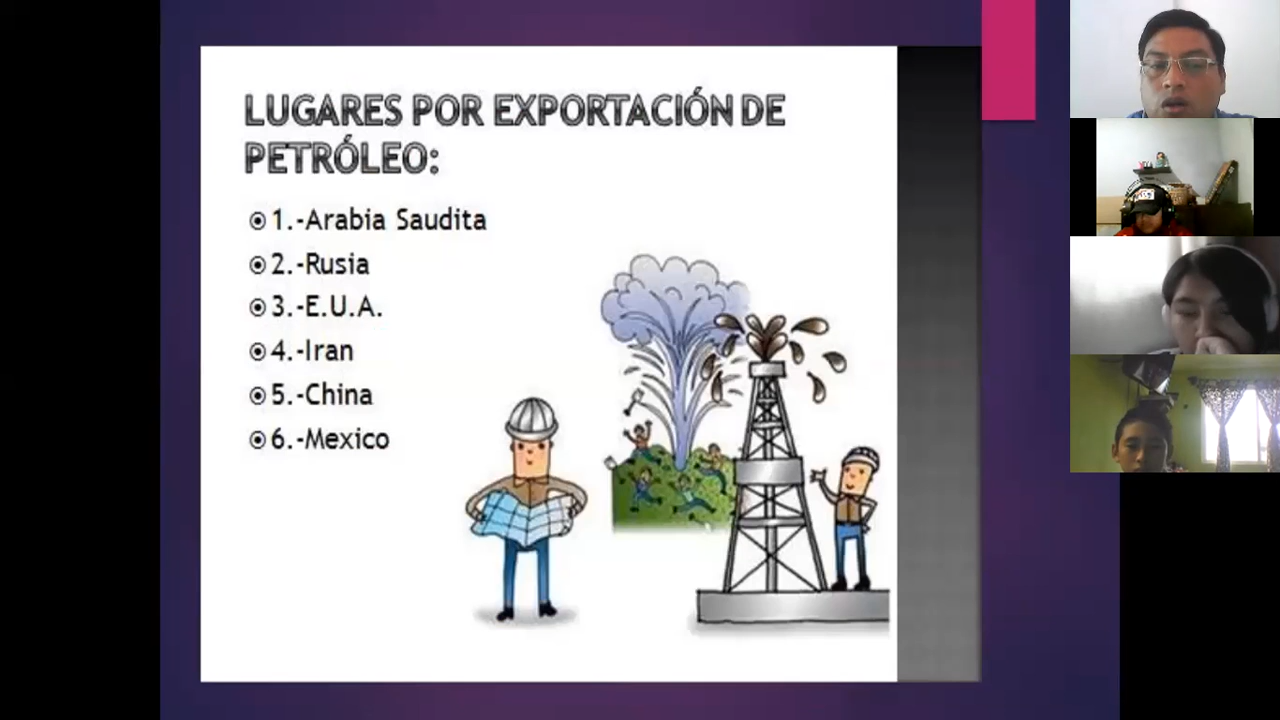 LUGARES POR EXPORTACIÓN DE
PETRÓLEO:
1.-Arabia Saudita
2.-Rusia
3.-E.U.A.
4.-Iran
5.-China
6.-Mexico